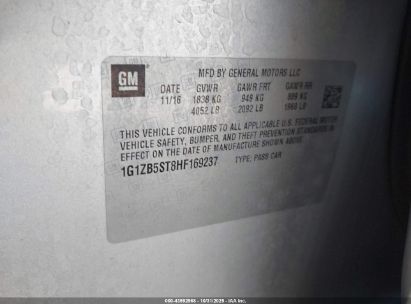 GM
MFD BY GENERAL MOTORS LLC
DATE GVWR GAWR FRT GAWR RR
11/16 1838 KG 949 KG 889 KG
4052 LB 2092 LB 1960 LB
THIS VEHICLE CONFORMS TO ALL APPLICABLE U.S. FEDERAL MOTOR
VEHICLE SAFETY, BUMPER, AND THEFT PREVENTION STANDARDS IN
EFFECT ON THE DATE OF MANUFACTURE SHOWN ABOVE.
1G1ZB5ST8HF169237 TYPE: PASS CAR